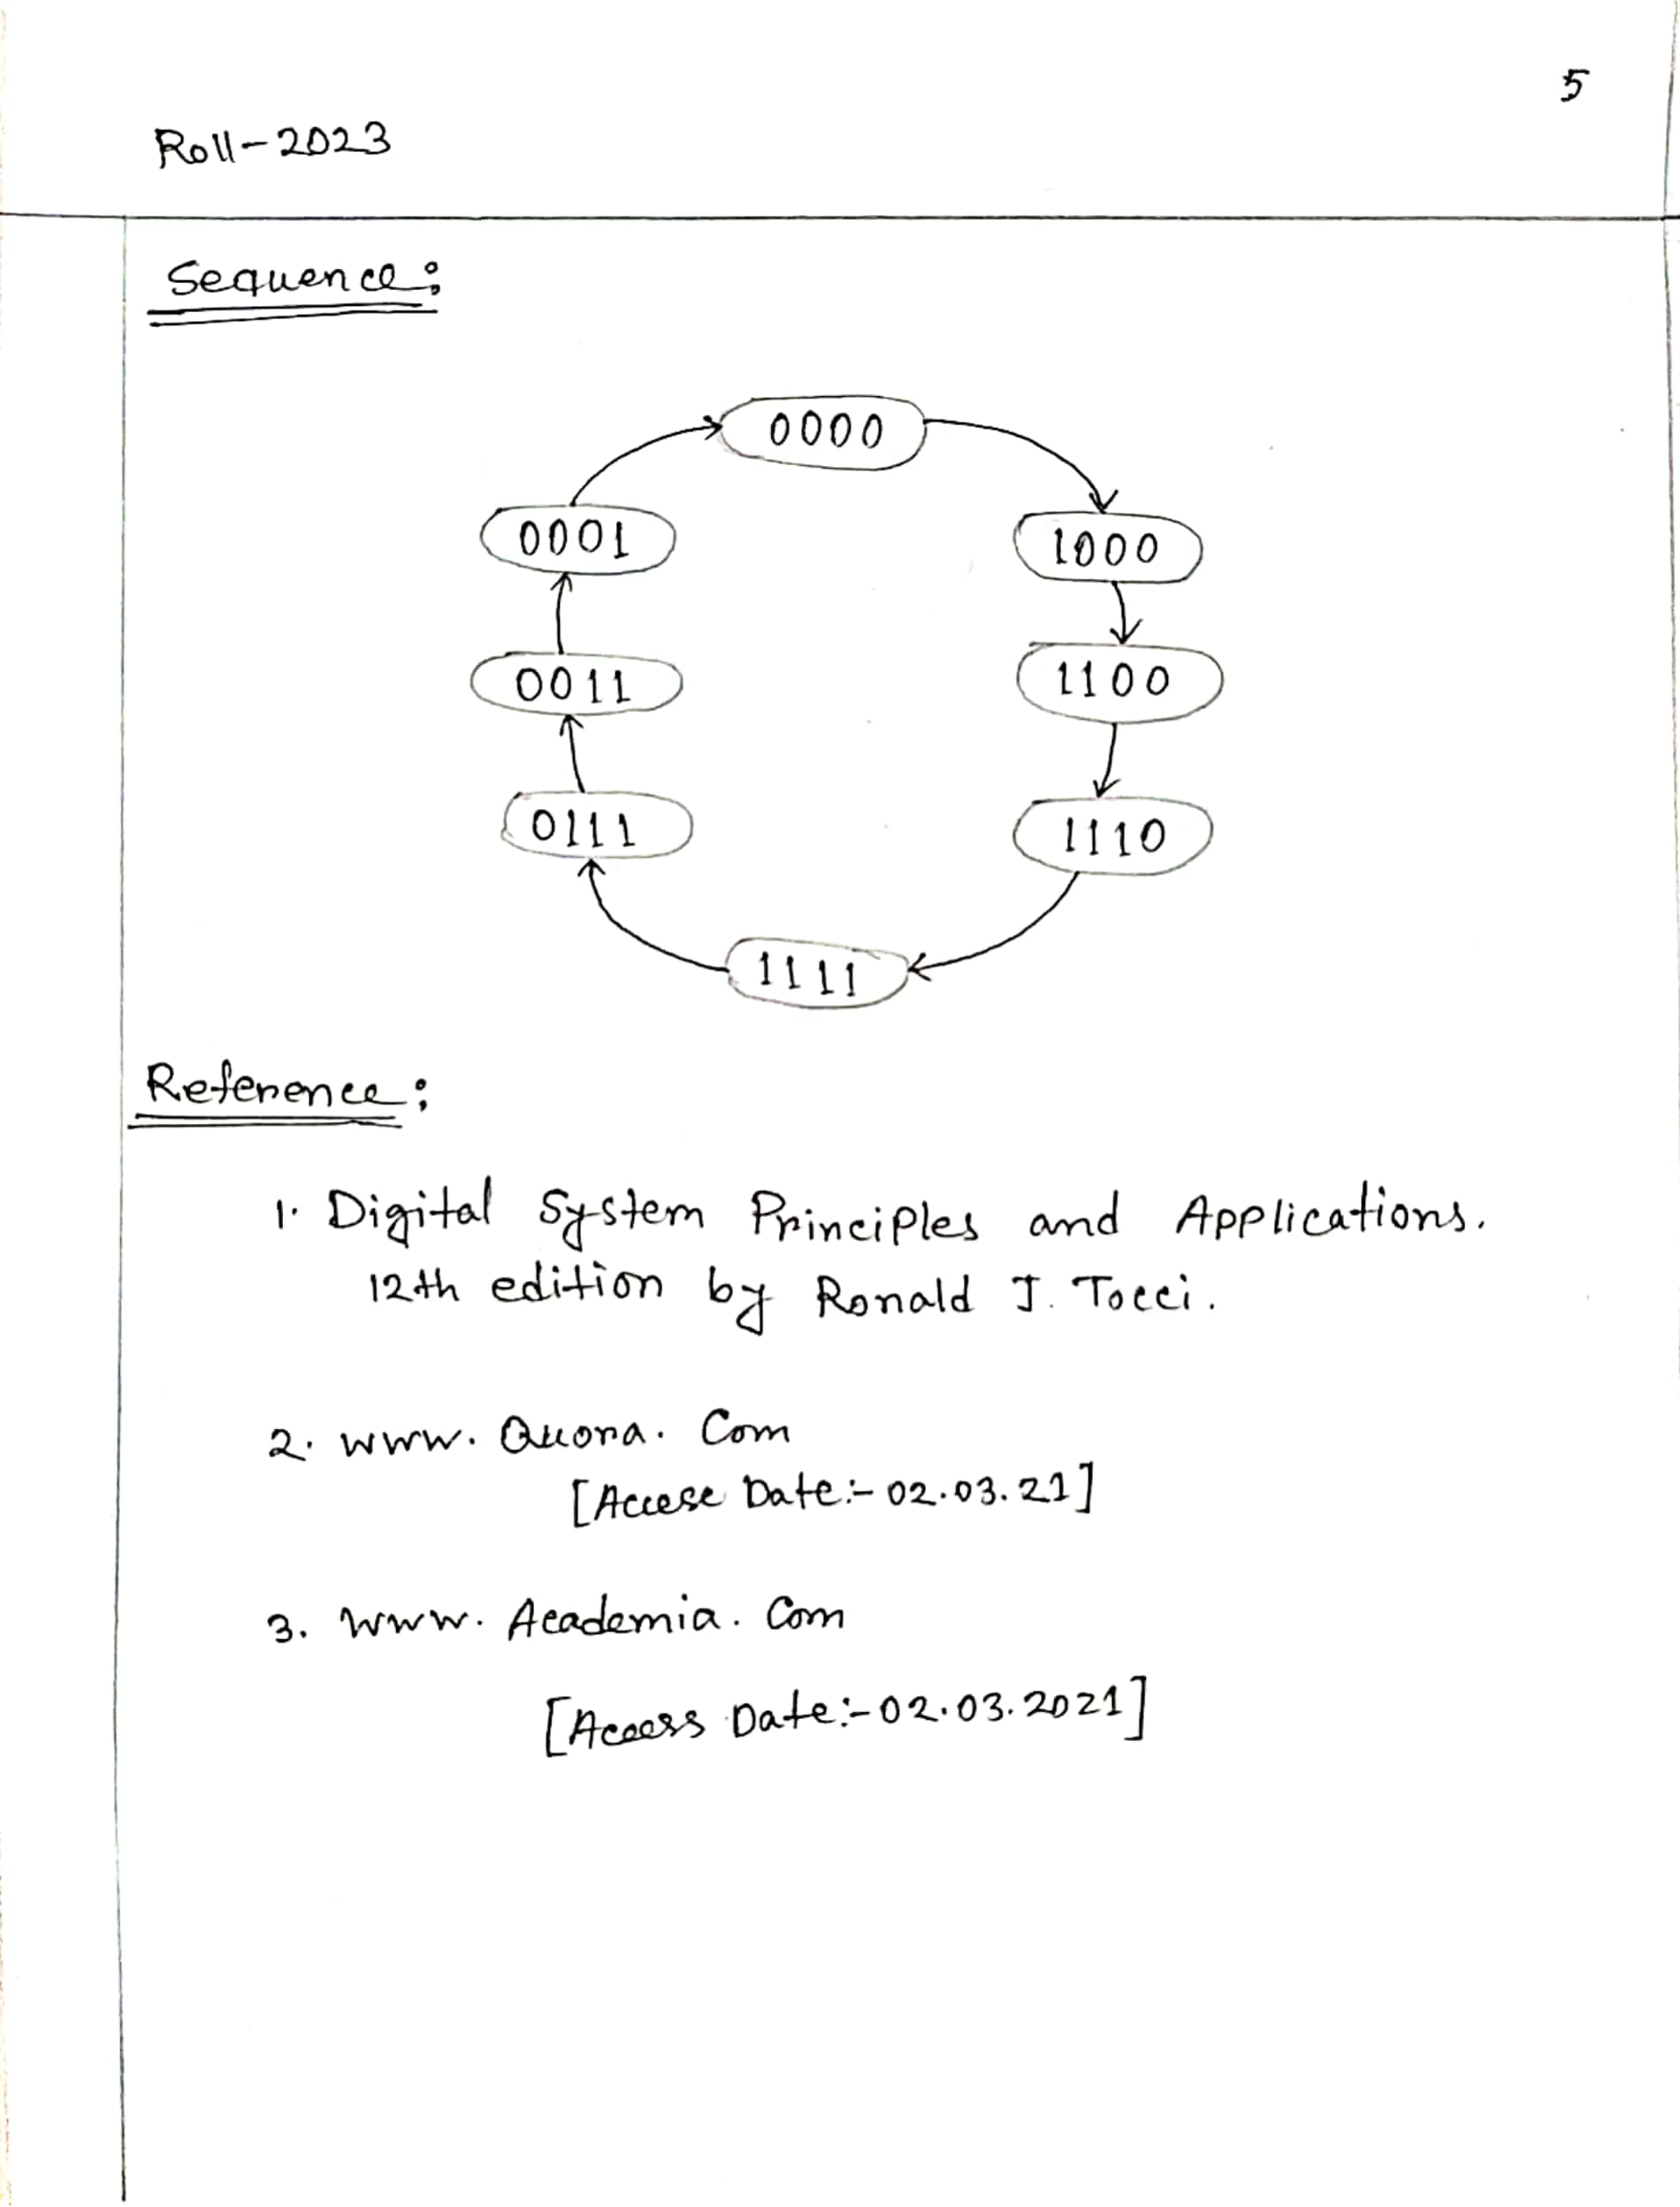 5
Roll-2023
Sequence:
0000
0001
1000
0011
1100
0111
1110
1111
Reference:
1. Digital System Principles and Applications.
12th edition by Ronald J. Tocci.
2. www. Quora. Com
[Accese Date:- 02.03.21]
3. www. Academia. Com
[Access Date:-02.03.2021]